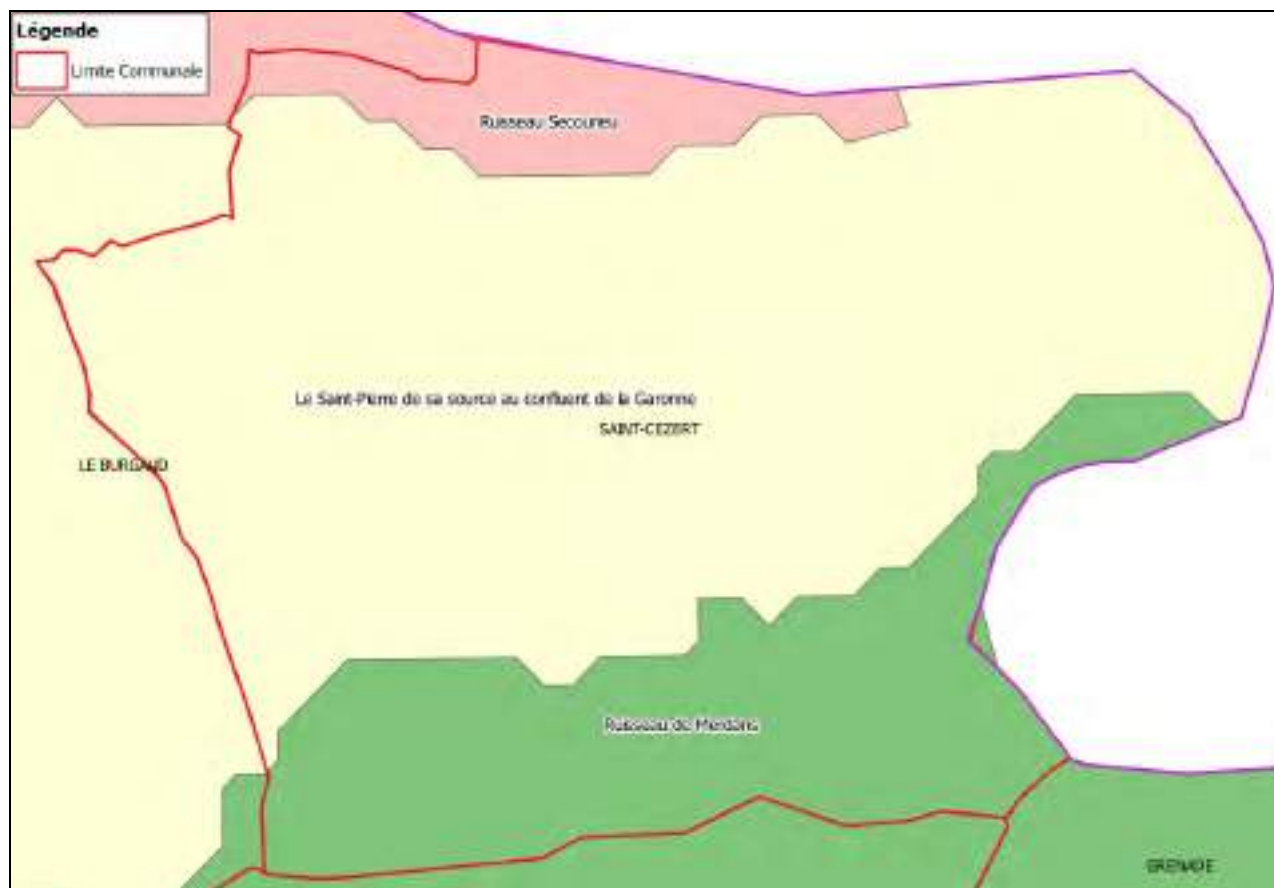 Légende
Limite Communale
Ruisseau Secoureu
Le Saint-Pierre de sa source au confluent de la Garonne
SAINT-CEZERT
LE BURGAUD
Ruisseau de Merdans
GRENADE